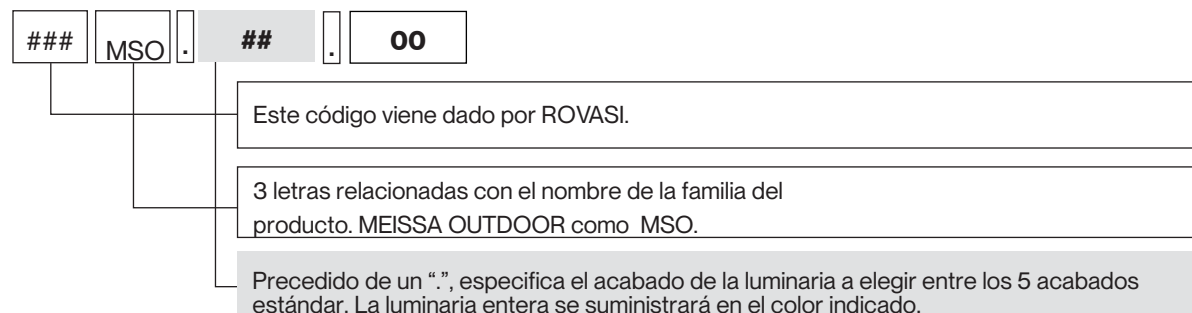 ### MSO . ## . 00
Este código viene dado por ROVASI.
3 letras relacionadas con el nombre de la familia del
producto. MEISSA OUTDOOR como MSO.
Precedido de un “.”, especifica el acabado de la luminaria a elegir entre los 5 acabados
estándar. La luminaria entera se suministrará en el color indicado.